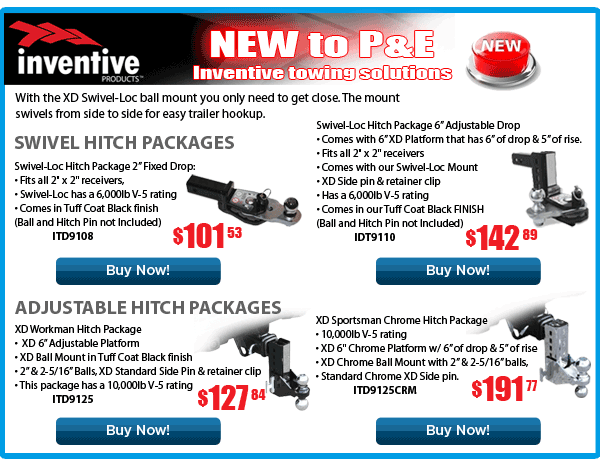 inventive
PRODUCTS™
NEW to P&E
Inventive towing solutions
NEW
With the XD Swivel-Loc ball mount you only need to get close. The mount
swivels from side to side for easy trailer hookup.
SWIVEL HITCH PACKAGES
Swivel-Loc Hitch Package 2" Fixed Drop:
• Fits all 2" x 2" receivers,
• Swivel-Loc has a 6,000lb V-5 rating
• Comes in Tuff Coat Black finish
(Ball and Hitch Pin not Included)
ITD9108
$101 53
Buy Now!
Swivel-Loc Hitch Package 6" Adjustable Drop
• Comes with 6" XD Platform that has 6" of drop & 5" of rise.
• Fits all 2" x 2" receivers
• Comes with our Swivel-Loc Mount
• XD Side pin & retainer clip
• Has a 6,000lb V-5 rating
• Comes in our Tuff Coat Black FINISH
(Ball and Hitch Pin not Included)
IDT9110
$142 89
Buy Now!
ADJUSTABLE HITCH PACKAGES
XD Workman Hitch Package
• XD 6" Adjustable Platform
• XD Ball Mount in Tuff Coat Black finish
• 2" & 2-5/16" Balls, XD Standard Side Pin & retainer clip
• This package has a 10,000lb V-5 rating
ITD9125
$127 84
Buy Now!
XD Sportsman Chrome Hitch Package
• 10,000lb V-5 rating
• XD 6" Chrome Platform w/ 6" of drop & 5" of rise
• XD Chrome Ball Mount with 2" & 2-5/16" balls,
• Standard Chrome XD Side pin.
ITD9125CRM
$191 77
Buy Now!